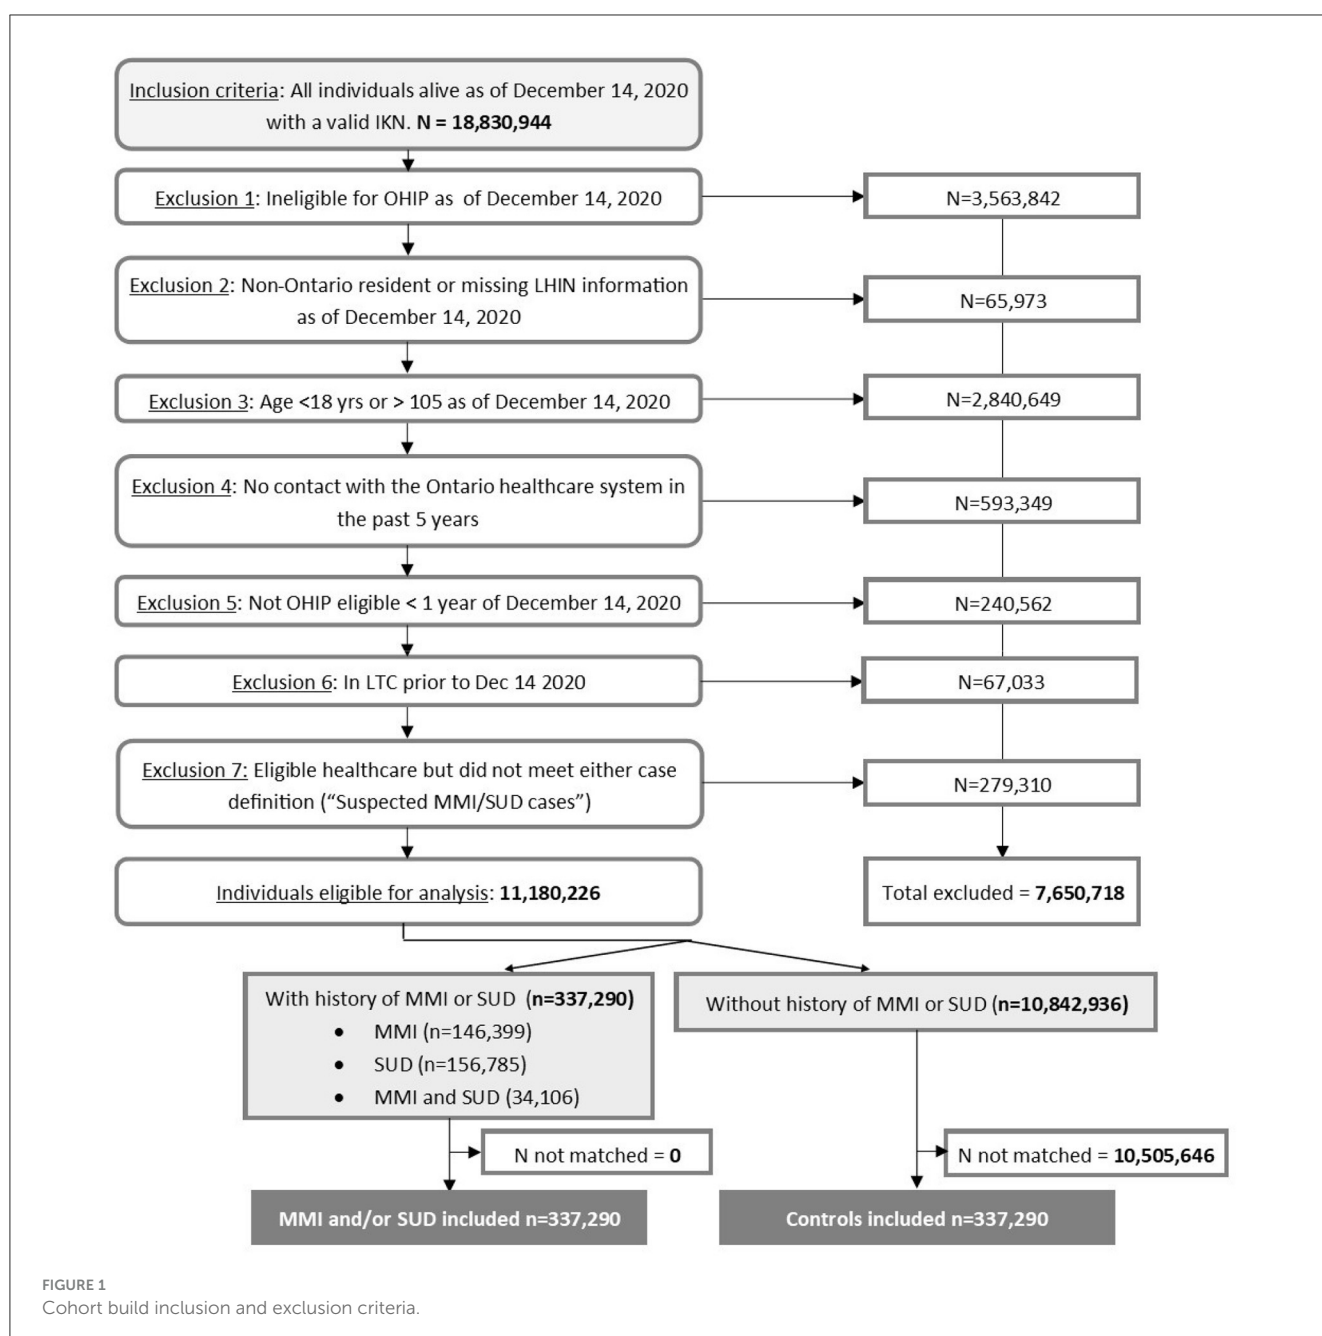 Inclusion criteria: All individuals alive as of December 14, 2020
with a valid IKN. N = 18,830,944
Exclusion 1: Ineligible for OHIP as of December 14, 2020
N=3,563,842
Exclusion 2: Non-Ontario resident or missing LHIN information
as of December 14, 2020
N=65,973
Exclusion 3: Age <18 yrs or > 105 as of December 14, 2020
N=2,840,649
Exclusion 4: No contact with the Ontario healthcare system in
the past 5 years
N=593,349
Exclusion 5: Not OHIP eligible < 1 year of December 14, 2020
N=240,562
Exclusion 6: In LTC prior to Dec 14 2020
N=67,033
Exclusion 7: Eligible healthcare but did not meet either case
definition (“Suspected MMI/SUD cases”)
N=279,310
Individuals eligible for analysis: 11,180,226
Total excluded = 7,650,718
With history of MMI or SUD (n=337,290)
• MMI (n=146,399)
• SUD (n=156,785)
• MMI and SUD (34,106)
Without history of MMI or SUD (n=10,842,936)
N not matched = 0
N not matched = 10,505,646
MMI and/or SUD included n=337,290
Controls included n=337,290
FIGURE 1
Cohort build inclusion and exclusion criteria.